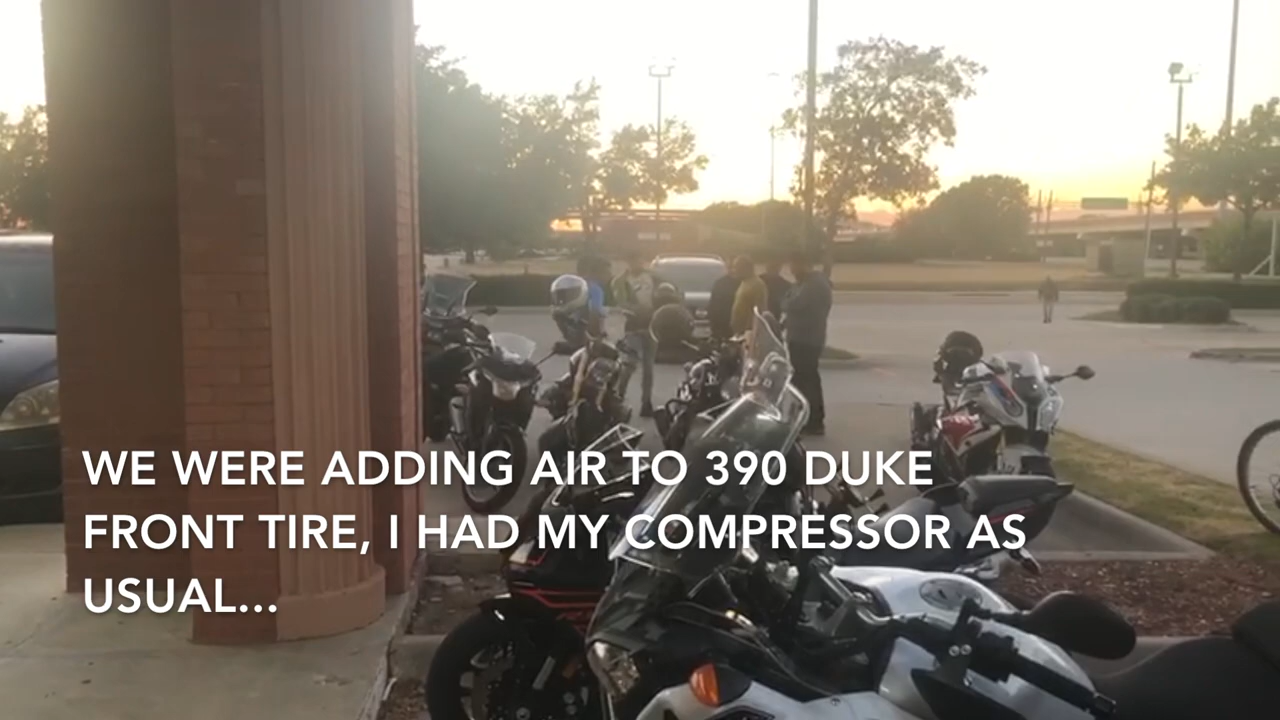 WE WERE ADDING AIR TO 390 DUKE
FRONT TIRE, I HAD MY COMPRESSOR AS
USUAL...